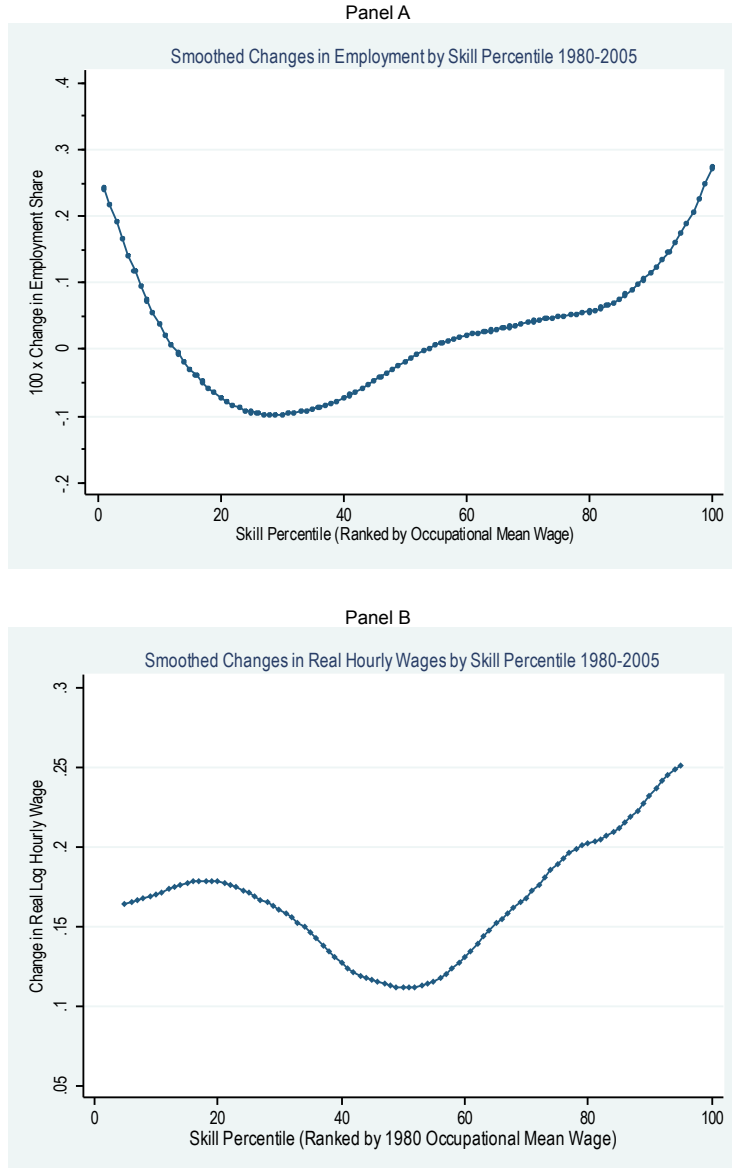 Panel A
Smoothed Changes in Employment by Skill Percentile 1980-2005
100 x Change in Employment Share
.4
.3
.2
.1
0
-.1
-.2
0 20 40 60 80 100
Skill Percentile (Ranked by Occupational Mean Wage)
Panel B
Smoothed Changes in Real Hourly Wages by Skill Percentile 1980-2005
Change in Real Log Hourly Wage
.3
.25
.2
.15
.1
.05
0 20 40 60 80 100
Skill Percentile (Ranked by 1980 Occupational Mean Wage)